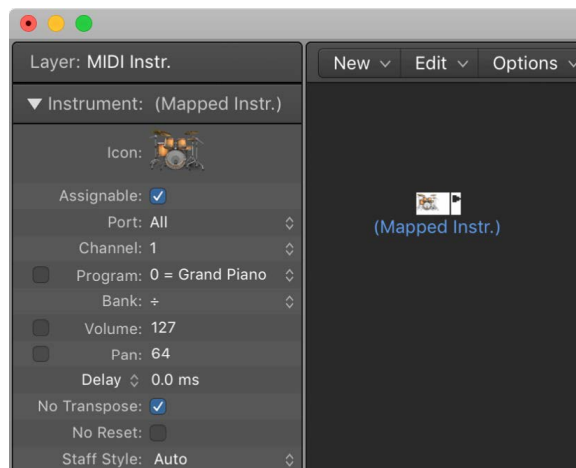 Layer: MIDI Instr.
New Edit Options
Instrument: (Mapped Instr.)
Icon:
Assignable:
Port: All
Channel: 1
Program: 0 = Grand Piano
Bank: ÷
Volume: 127
Pan: 64
Delay 0.0 ms
No Transpose:
No Reset:
Staff Style: Auto
(Mapped Instr.)